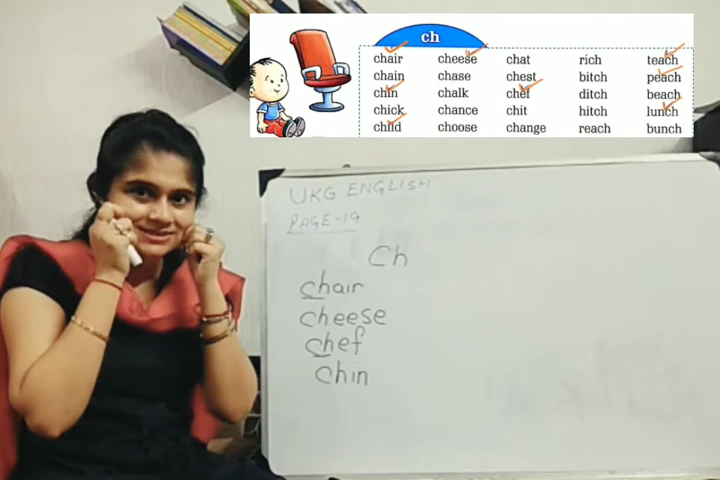 ch
chair cheese chat rich teach
chain chase chest bitch peach
chin chalk chef ditch beach
chick chance chit hitch lunch
child choose change reach bunch
UKG ENGLISH
PAGE-19
Ch
chair
cheese
chef
chin